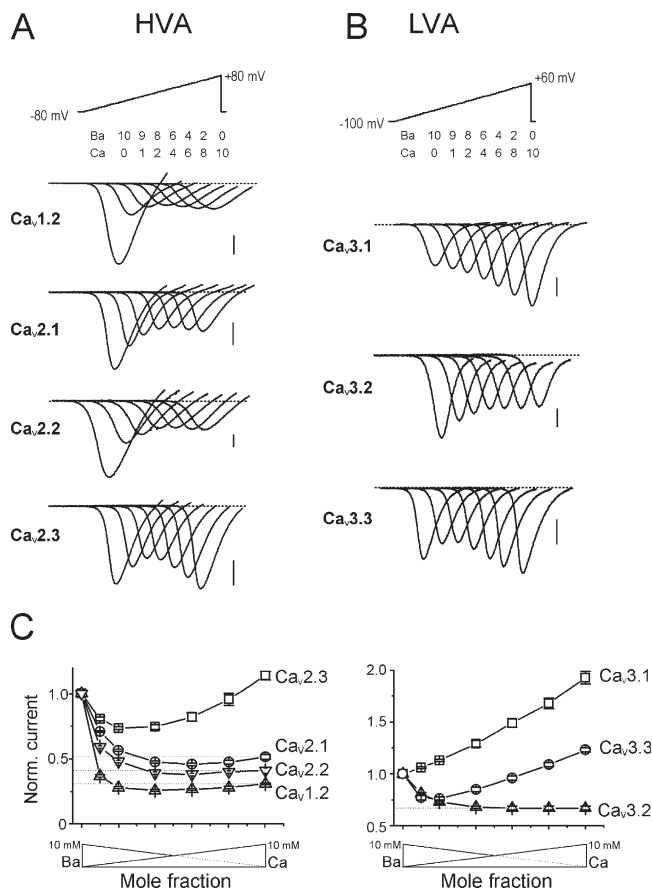 A HVA
-80 mV +80 mV
Ba 10 9 8 6 4 2 0
Ca 0 1 2 4 6 8 10
Cav1.2
Cav2.1
Cav2.2
Cav2.3
B LVA
-100 mV +60 mV
Ba 10 9 8 6 4 2 0
Ca 0 1 2 4 6 8 10
Cav3.1
Cav3.2
Cav3.3
C
Norm. current
1.0
0.5
0
Cav2.3
Cav2.1
Cav2.2
Cav1.2
10 mM 10 mM
Ba Ca
Mole fraction
2.0
1.5
1.0
0.5
Cav3.1
Cav3.3
Cav3.2
10 mM 10 mM
Ba Ca
Mole fraction